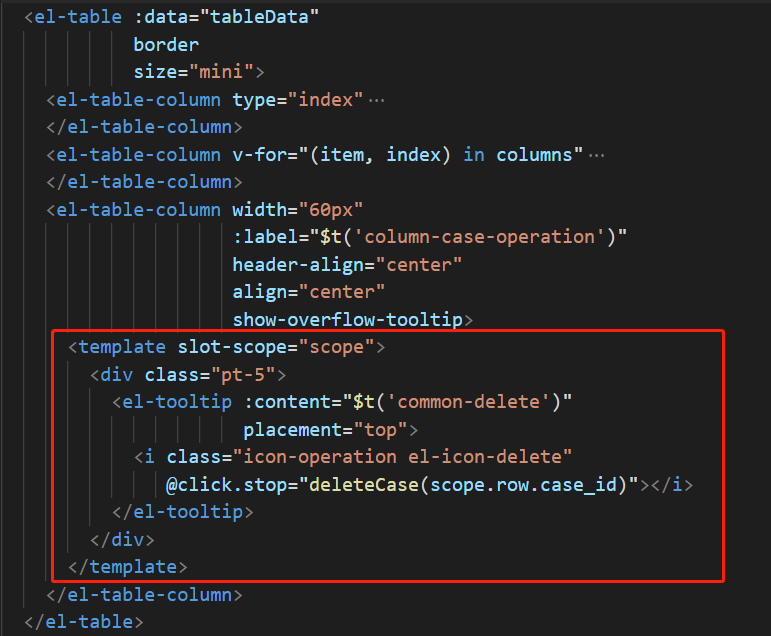 <el-table :data="tableData"
border
size="mini">
<el-table-column type="index"···
</el-table-column>
<el-table-column v-for="(item, index) in columns"···
</el-table-column>
<el-table-column width="60px"
:label="$t('column-case-operation')"
header-align="center"
align="center"
show-overflow-tooltip>
<template slot-scope="scope">
<div class="pt-5">
<el-tooltip :content="$t('common-delete')"
placement="top">
<i class="icon-operation el-icon-delete"
@click.stop="deleteCase(scope.row.case_id)"></i>
</el-tooltip>
</div>
</template>
</el-table-column>
</el-table>